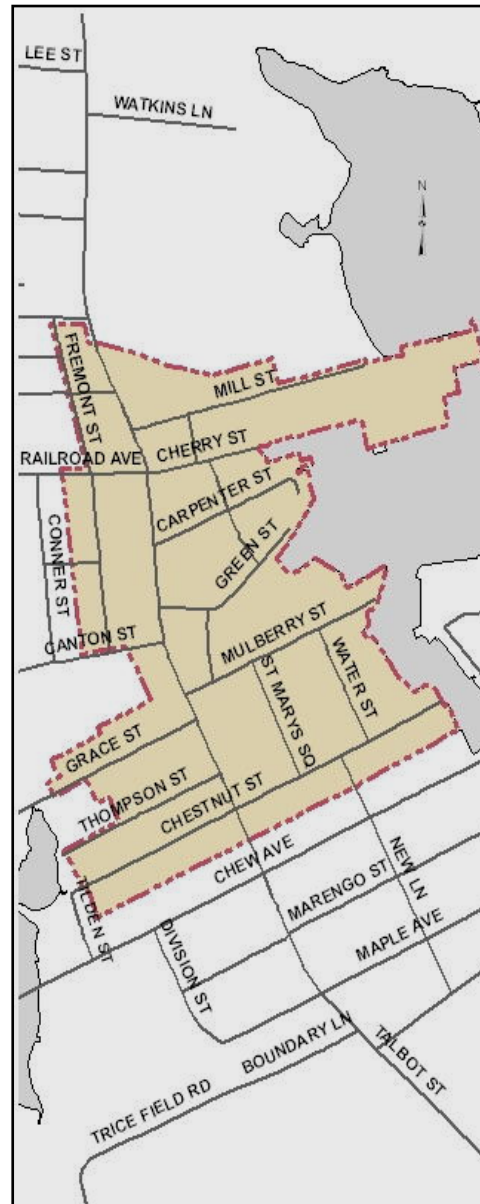 LEE ST
WATKINS LN
N
FREMONT ST
MILL ST
CHERRY ST
RAILROAD AVE
CARPENTER ST
CONNER ST
GREEN ST
CANTON ST
MULBERRY ST
WATER ST
ST MARYS SQ
GRACE ST
THOMPSON ST
CHESTNUT ST
CHEW AVE
TILDEN ST
NEW LN
MARENGO ST
DIVISION ST
MAPLE AVE
BOUNDARY LN
TALBOT ST
TRICE FIELD RD